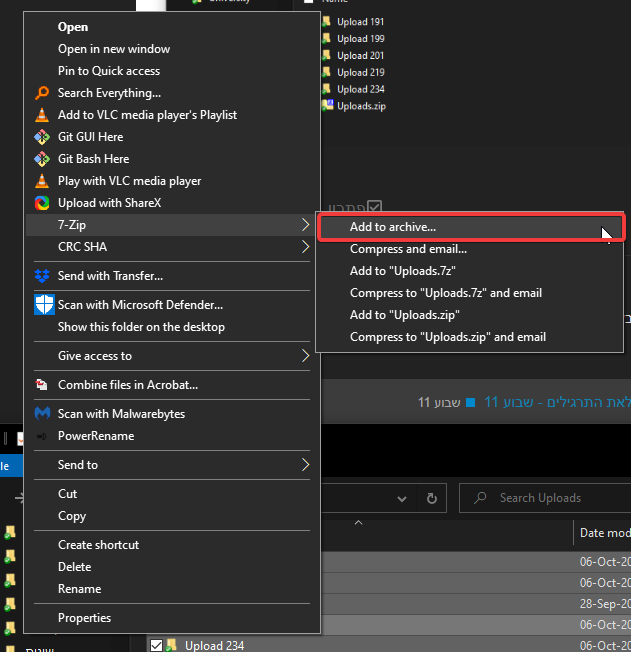 Name
Upload 191
Upload 199
Upload 201
Upload 219
Upload 234
Uploads.zip
פתרון
Open
Open in new window
Pin to Quick access
Search Everything...
Add to VLC media player's Playlist
Git GUI Here
Git Bash Here
Play with VLC media player
Upload with ShareX
7-Zip
CRC SHA
Send with Transfer...
Scan with Microsoft Defender...
Show this folder on the desktop
Give access to
Combine files in Acrobat...
Scan with Malwarebytes
PowerRename
Send to
Cut
Copy
Create shortcut
Delete
Rename
Properties
Add to archive...
Compress and email...
Add to "Uploads.7z"
Compress to "Uploads.7z" and email
Add to "Uploads.zip"
Compress to "Uploads.zip" and email
לאת התרגילים - שבוע 11
שבוע 11
Search Uploads
Date mod
06-Oct-20
06-Oct-20
28-Sep-20
06-Oct-20
Upload 234
06-Oct-20